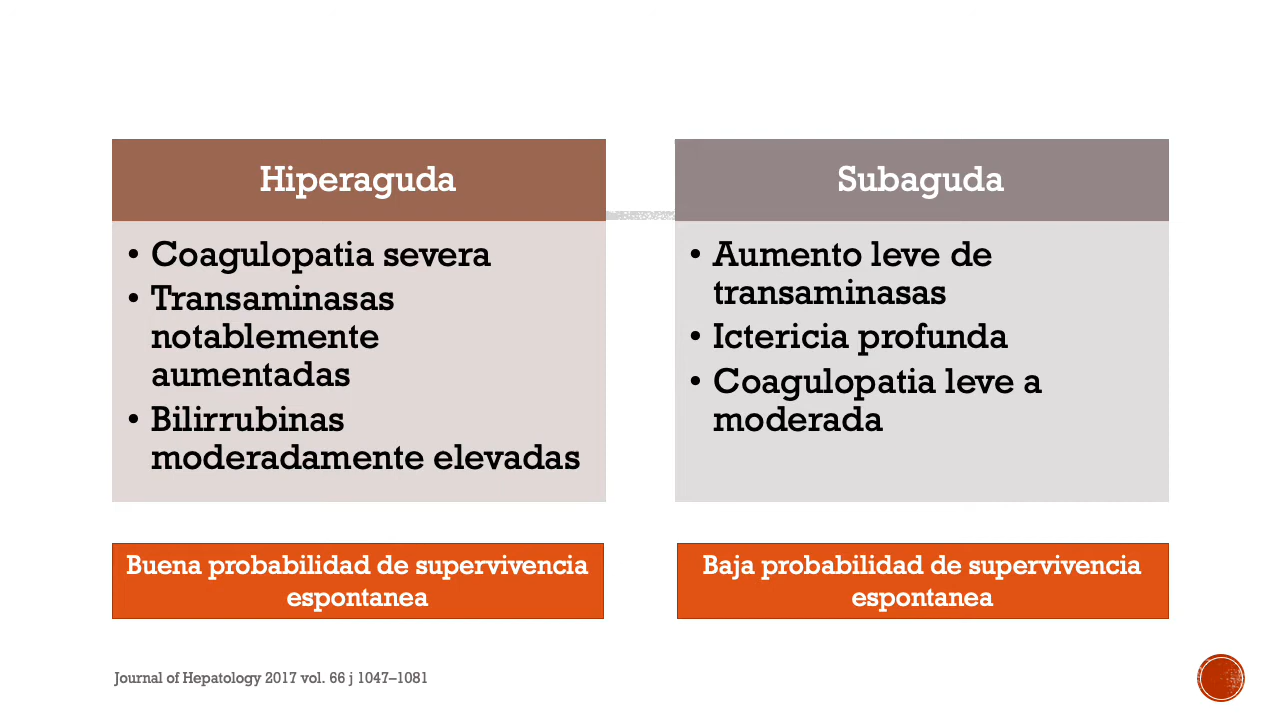 Hiperaguda
• Coagulopatia severa
• Transaminasas
notablemente
aumentadas
• Bilirrubinas
moderadamente elevadas
Buena probabilidad de supervivencia
espontanea
Subaguda
• Aumento leve de
transaminasas
• Ictericia profunda
• Coagulopatia leve a
moderada
Baja probabilidad de supervivencia
espontanea
Journal of Hepatology 2017 vol. 66 j 1047–1081